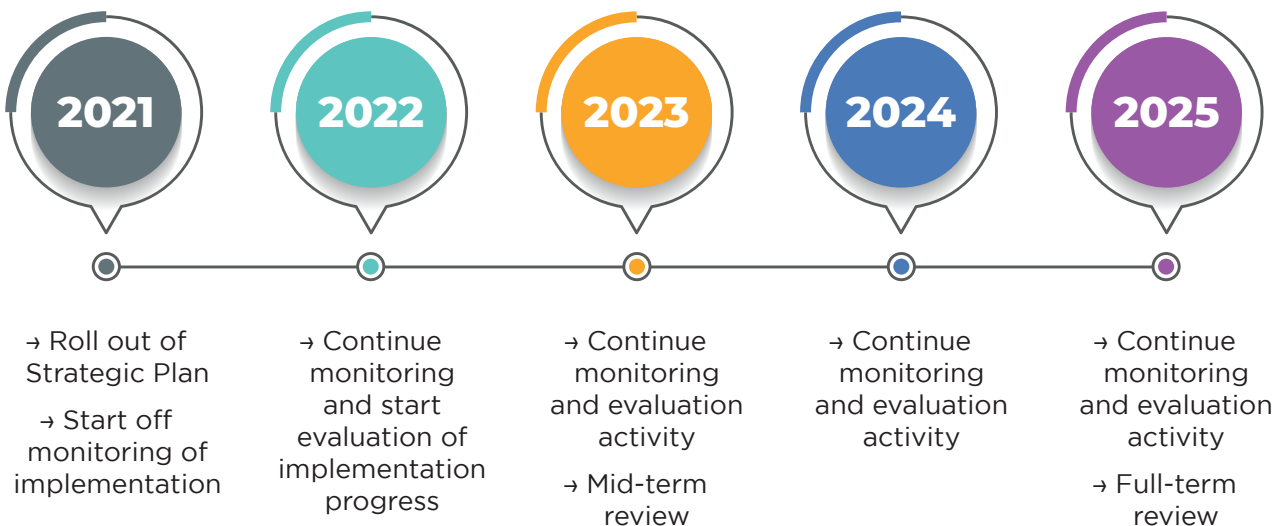 2021
2022
2023
2024
2025
→ Roll out of
Strategic Plan
→ Start off
monitoring of
implementation
→ Continue
monitoring
and start
evaluation of
implementation
progress
→ Continue
monitoring
and evaluation
activity
→ Mid-term
review
→ Continue
monitoring
and evaluation
activity
→ Continue
monitoring
and evaluation
activity
→ Full-term
review